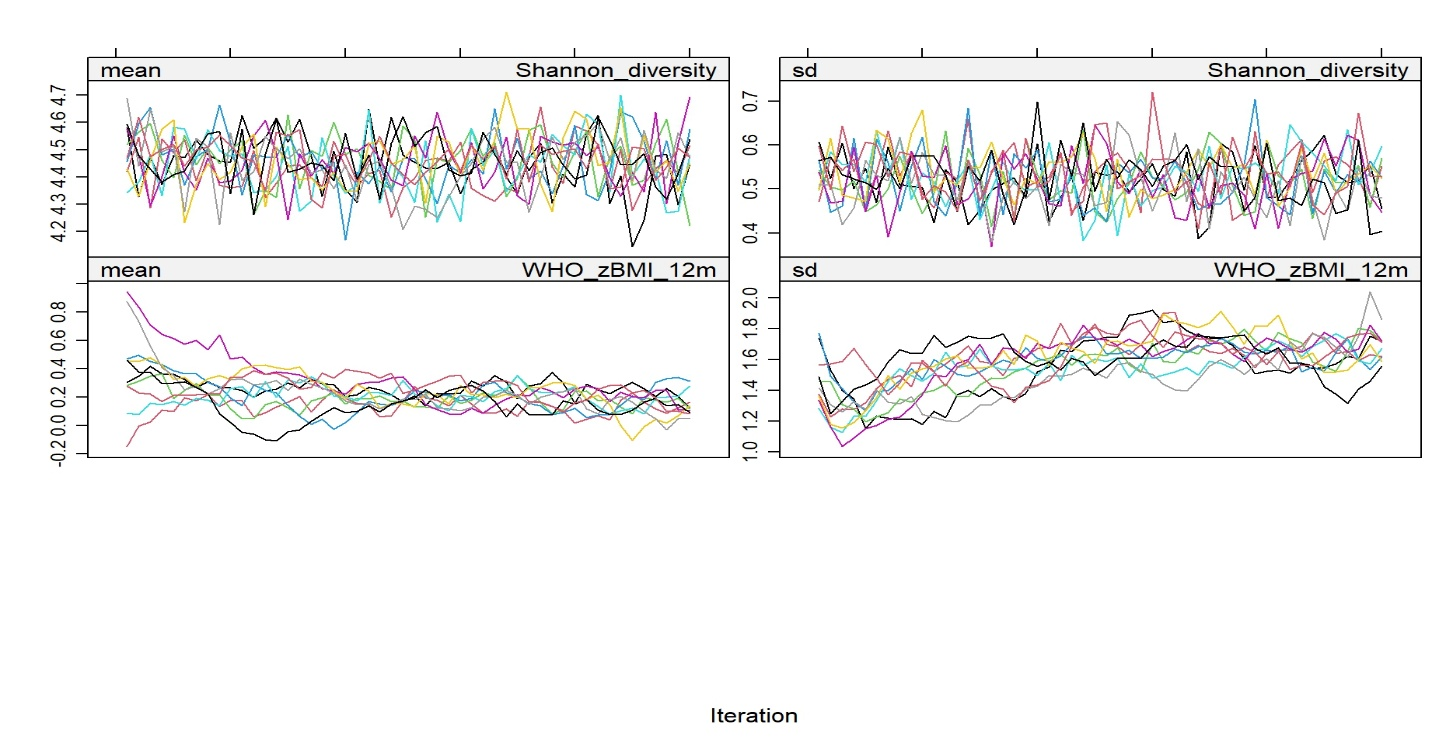 mean Shannon_diversity
4.2 4.3 4.4 4.5 4.6 4.7
sd Shannon_diversity
0.4 0.5 0.6 0.7
mean WHO_zBMI_12m
-0.2 0.0 0.2 0.4 0.6 0.8
sd WHO_zBMI_12m
1.0 1.2 1.4 1.6 1.8 2.0
Iteration